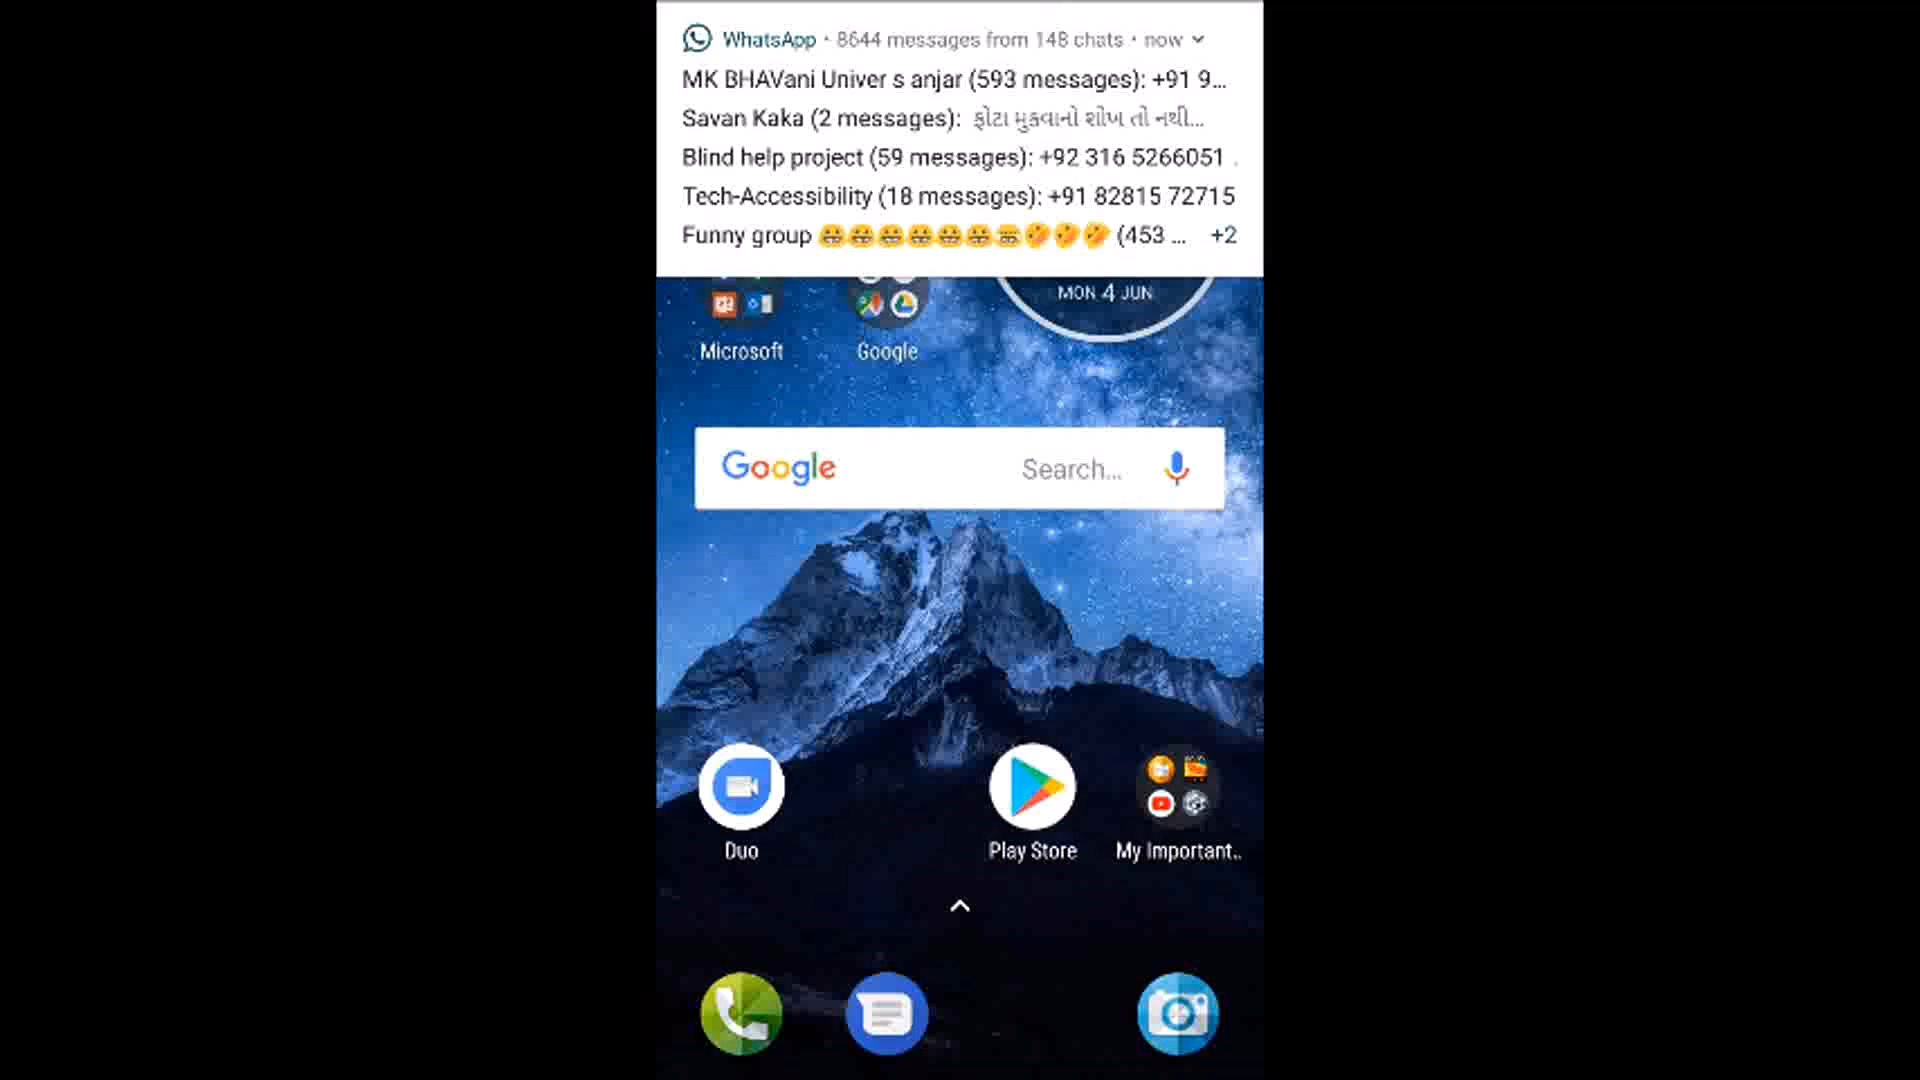 WhatsApp • 8644 messages from 148 chats • now
MK BHAVani Univer s anjar (593 messages): +91 9...
Savan Kaka (2 messages): ફોટા મુકવાનો શોખ તો નથી...
Blind help project (59 messages): +92 316 5266051 .
Tech-Accessibility (18 messages): +91 82815 72715
Funny group 😁😁😁😁😁😁😁🤣🤣🤣 (453 ... +2
MON 4 JUN
Microsoft Google
Google Search...
Duo Play Store My Important..